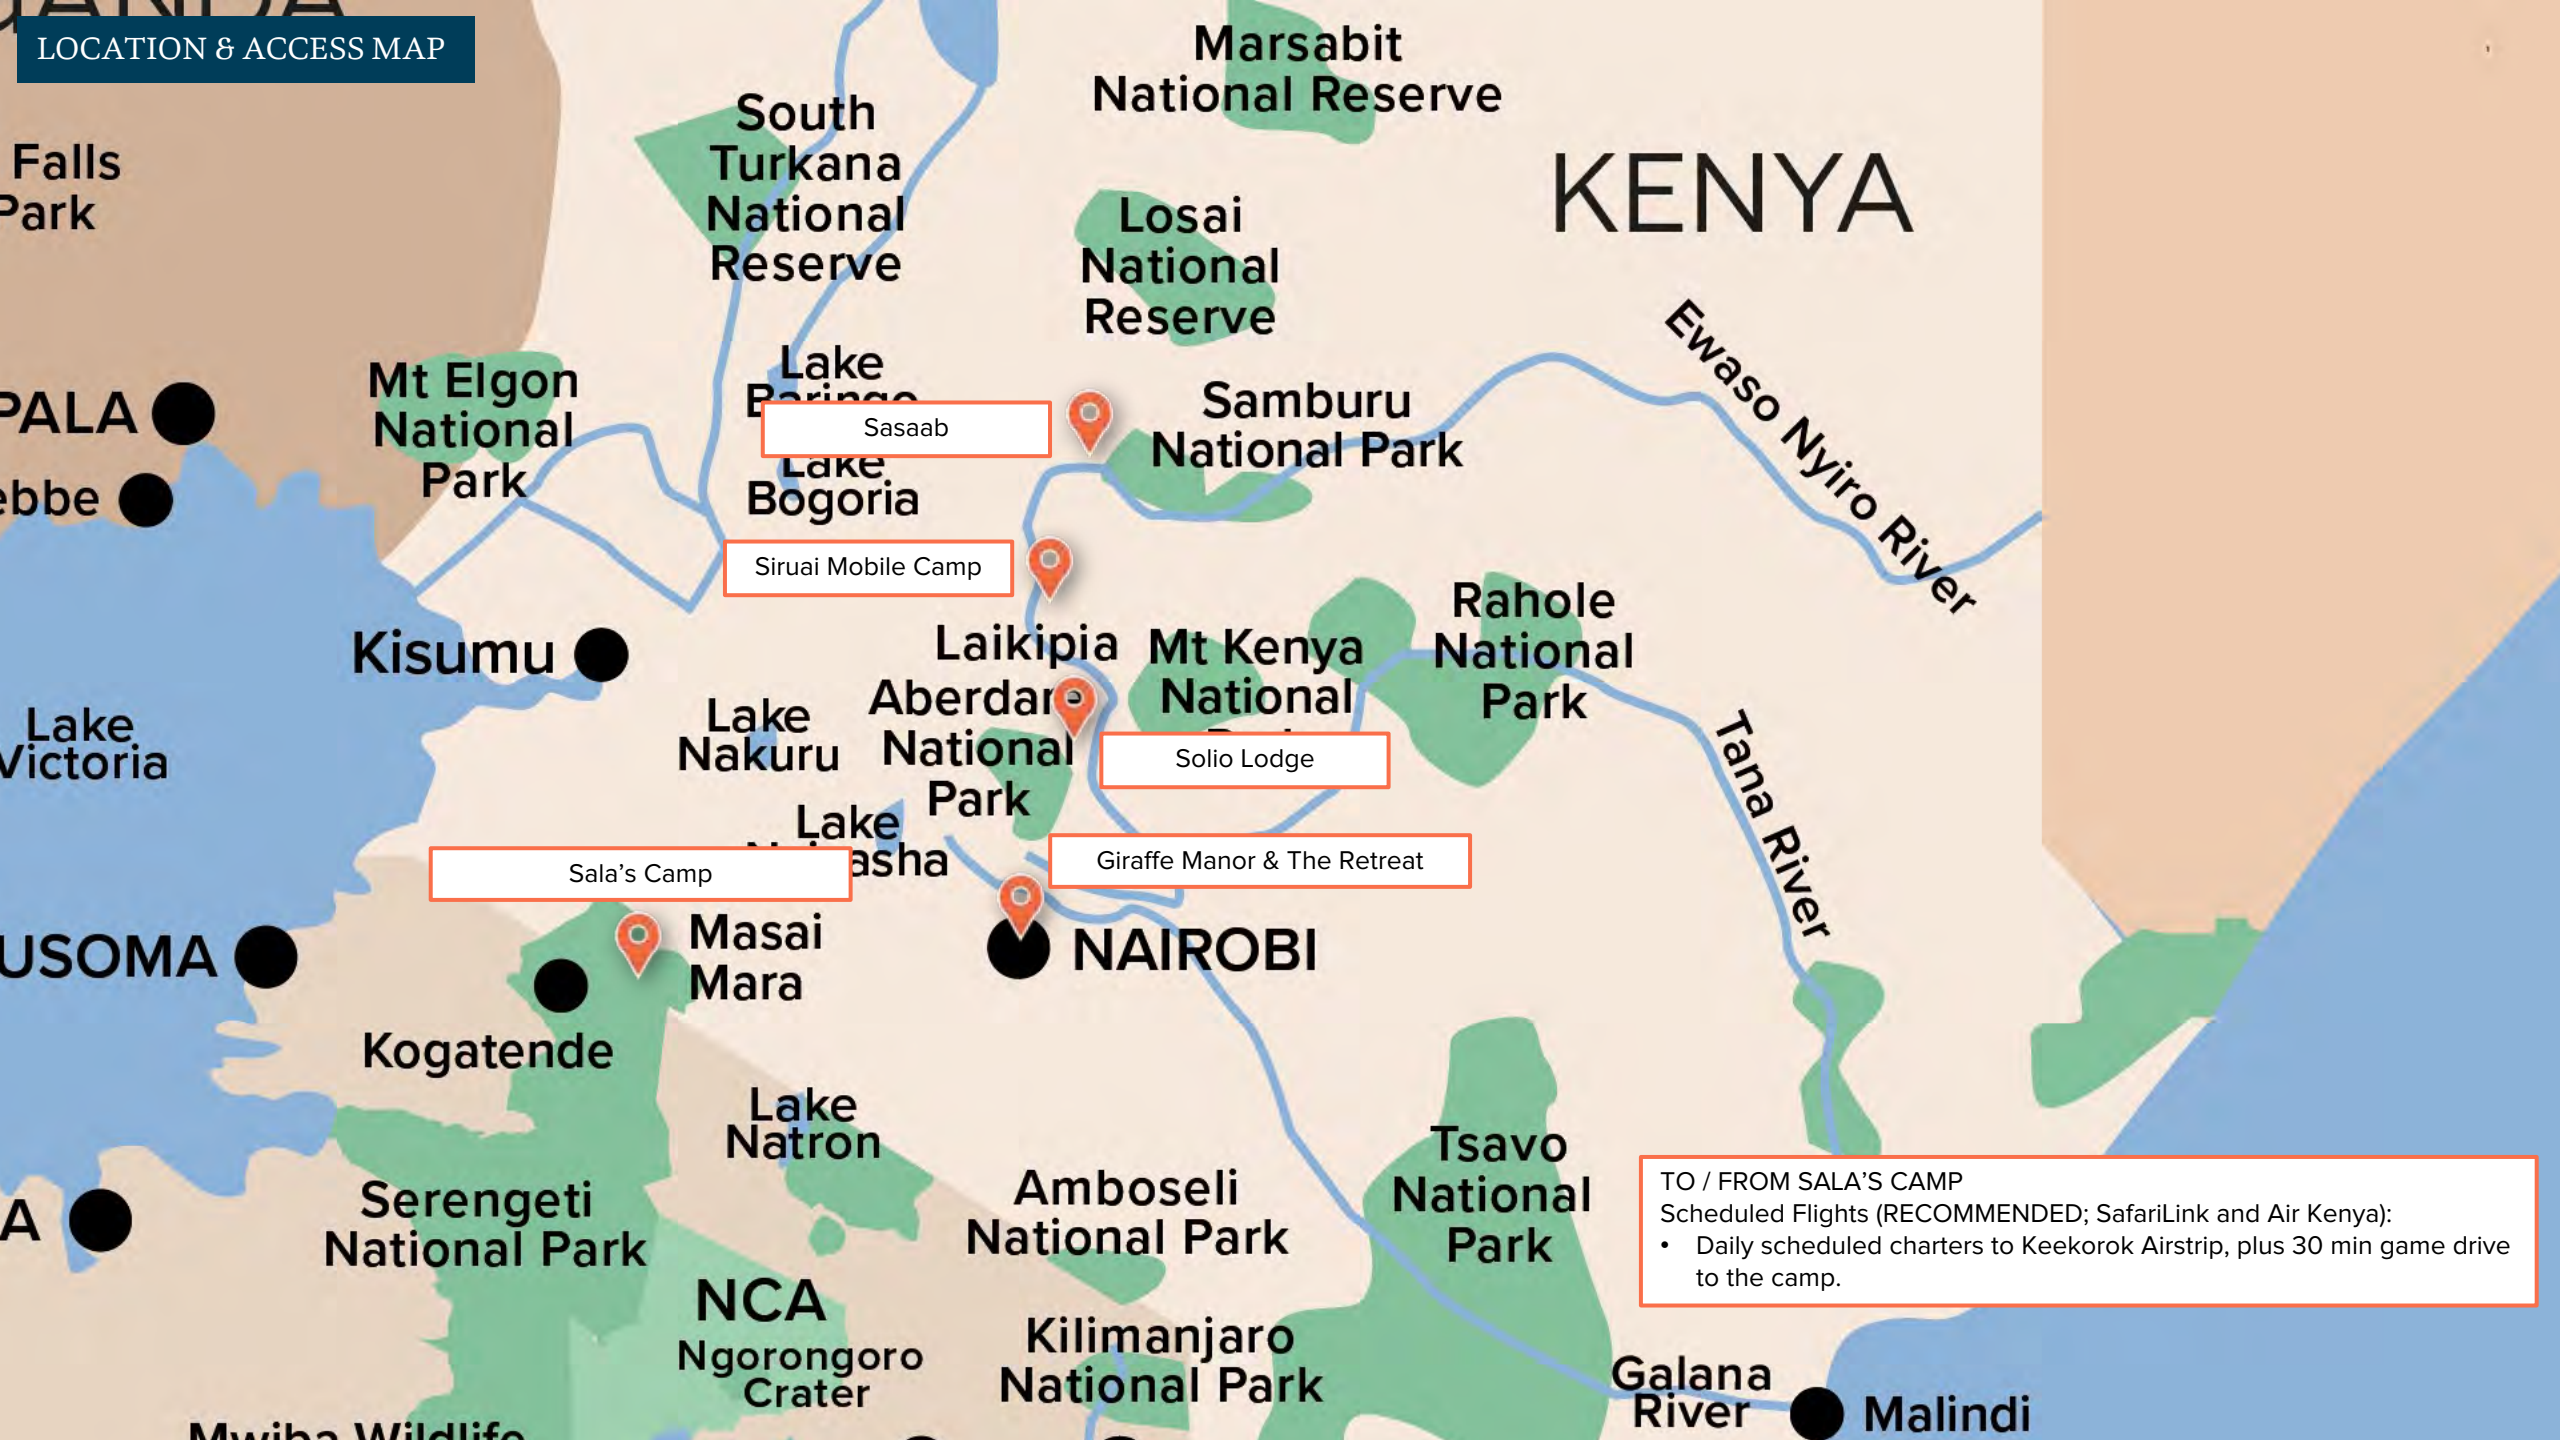 LOCATION & ACCESS MAP
Marsabit
National Reserve
South
Turkana
National
Reserve
KENYA
Falls
Park
Losai
National
Reserve
Ewaso Nyiro River
Lake
Mt Elgon
National
Park
Sasaab
Samburu
National Park
Lake
Bogoria
Siruai Mobile Camp
Kisumu
Laikipia
Mt Kenya
National
Rahole
National
Park
Lake
Victoria
Lake
Nakuru
Aberdare
National
Park
Solio Lodge
Tana River
Lake
Giraffe Manor & The Retreat
Sala's Camp
Masai
Mara
NAIROBI
Kogatende
Lake
Natron
Serengeti
National Park
Amboseli
National Park
Tsavo
National
Park
TO / FROM SALA'S CAMP
Scheduled Flights (RECOMMENDED; SafariLink and Air Kenya):
• Daily scheduled charters to Keekorok Airstrip, plus 30 min game drive
to the camp.
NCA
Ngorongoro
Crater
Kilimanjaro
National Park
Galana
River
Malindi
Mwiba Wildlife